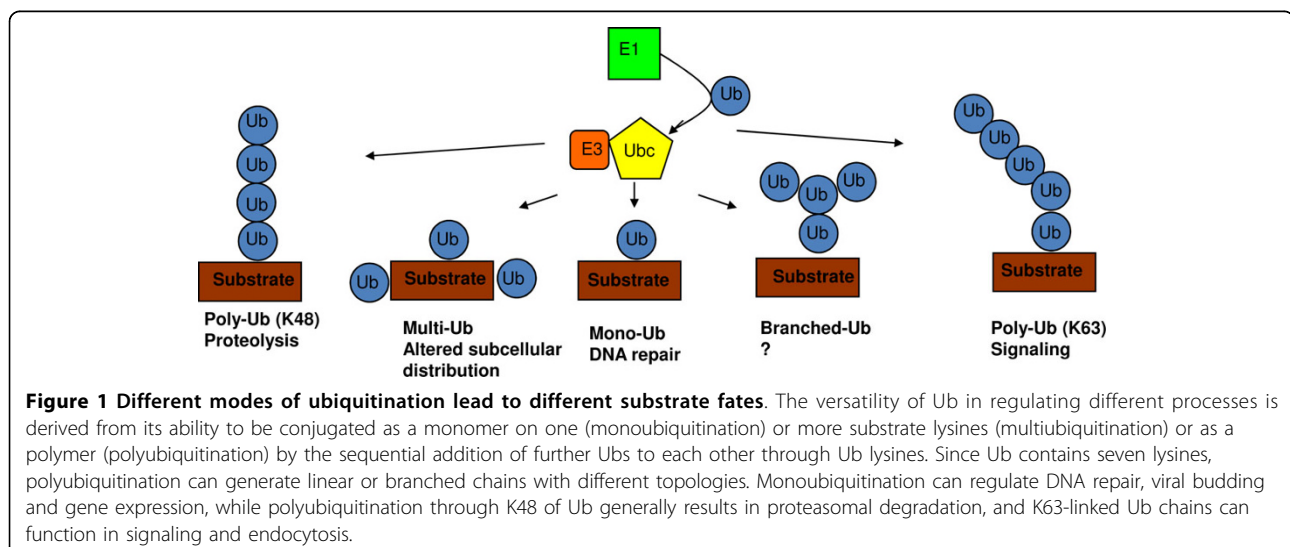 E1
Ub
E3
Ubc
Ub
Ub
Ub
Ub
Substrate
Poly-Ub (K48)
Proteolysis
Ub
Ub
Substrate
Ub
Multi-Ub
Altered subcellular
distribution
Ub
Substrate
Mono-Ub
DNA repair
Ub
Ub
Ub
Ub
Substrate
Branched-Ub
?
Ub
Ub
Ub
Ub
Ub
Substrate
Poly-Ub (K63)
Signaling
Figure 1 Different modes of ubiquitination lead to different substrate fates. The versatility of Ub in regulating different processes is
derived from its ability to be conjugated as a monomer on one (monoubiquitination) or more substrate lysines (multiubiquitination) or as a
polymer (polyubiquitination) by the sequential addition of further Ubs to each other through Ub lysines. Since Ub contains seven lysines,
polyubiquitination can generate linear or branched chains with different topologies. Monoubiquitination can regulate DNA repair, viral budding
and gene expression, while polyubiquitination through K48 of Ub generally results in proteasomal degradation, and K63-linked Ub chains can
function in signaling and endocytosis.